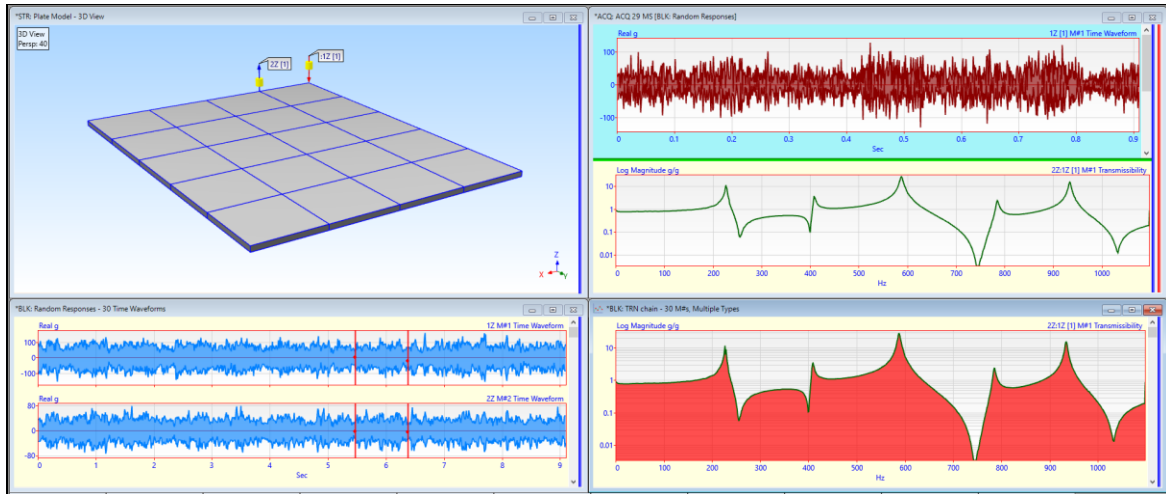 *STR: Plate Model - 3D View
3D View
Persp: 40
2Z [1]
:1Z [1]
Z
X
Y
*ACQ: ACQ 29 MS [BLK: Random Responses]
Real g
1Z [1] M#1 Time Waveform
100
0
-100
0 0.1 0.2 0.3 0.4 0.5 0.6 0.7 0.8 0.9
Sec
Log Magnitude g/g
2Z:1Z [1] M#1 Transmissibility
10
1
0.1
0.01
0 100 200 300 400 500 600 700 800 900 1000
Hz
*BLK: Random Responses - 30 Time Waveforms
Real g
1Z M#1 Time Waveform
100
0
-100
Real g
2Z M#2 Time Waveform
80
0
-80
0 1 2 3 4 5 6 7 8 9
Sec
*BLK: TRN chain - 30 M#s, Multiple Types
Log Magnitude g/g
2Z:1Z [1] M#1 Transmissibility
10
1
0.1
0.01
0 100 200 300 400 500 600 700 800 900 1000
Hz